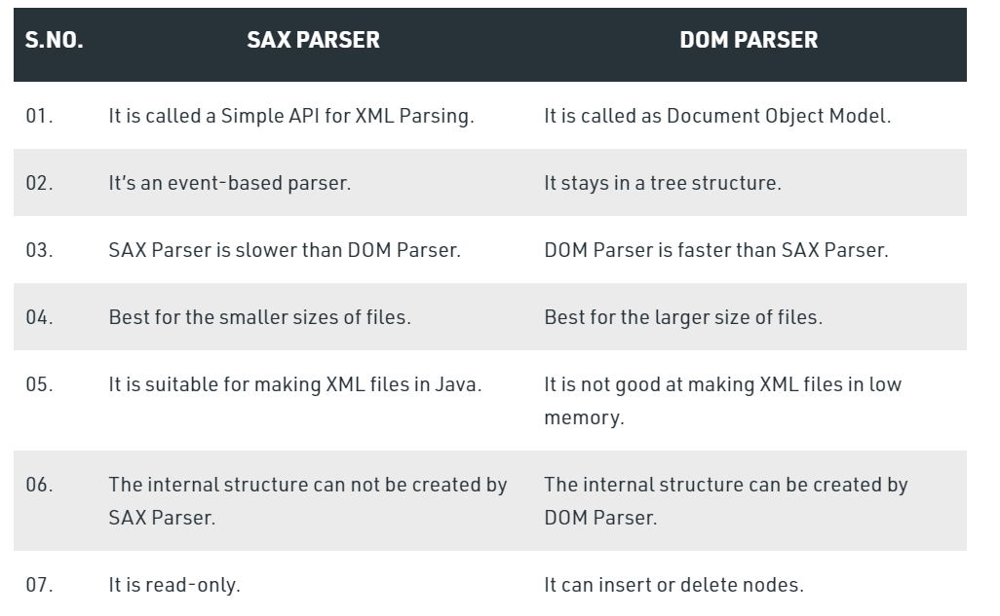 S.NO. SAX PARSER DOM PARSER
01. It is called a Simple API for XML Parsing. It is called as Document Object Model.
02. It's an event-based parser. It stays in a tree structure.
03. SAX Parser is slower than DOM Parser. DOM Parser is faster than SAX Parser.
04. Best for the smaller sizes of files. Best for the larger size of files.
05. It is suitable for making XML files in Java. It is not good at making XML files in low
memory.
06. The internal structure can not be created by The internal structure can be created by
SAX Parser. DOM Parser.
07. It is read-only. It can insert or delete nodes.